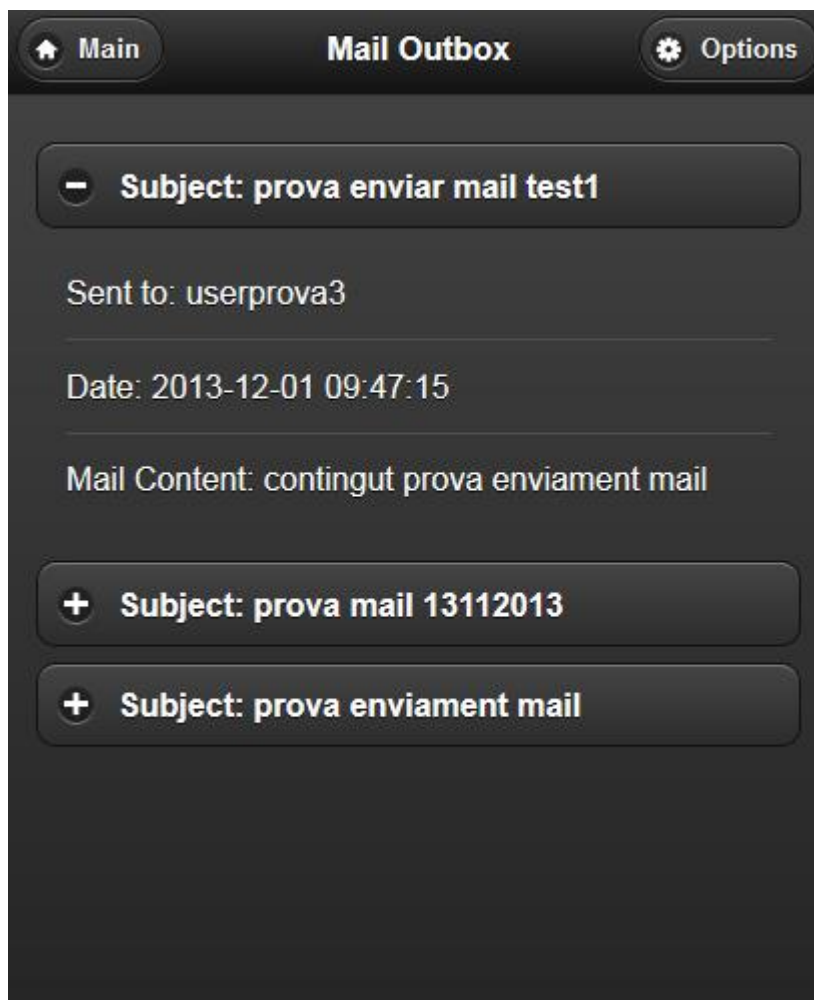 Main
Mail Outbox
Options
Subject: prova enviar mail test1
Sent to: userprova3
Date: 2013-12-01 09:47:15
Mail Content: contingut prova enviament mail
Subject: prova mail 13112013
Subject: prova enviament mail